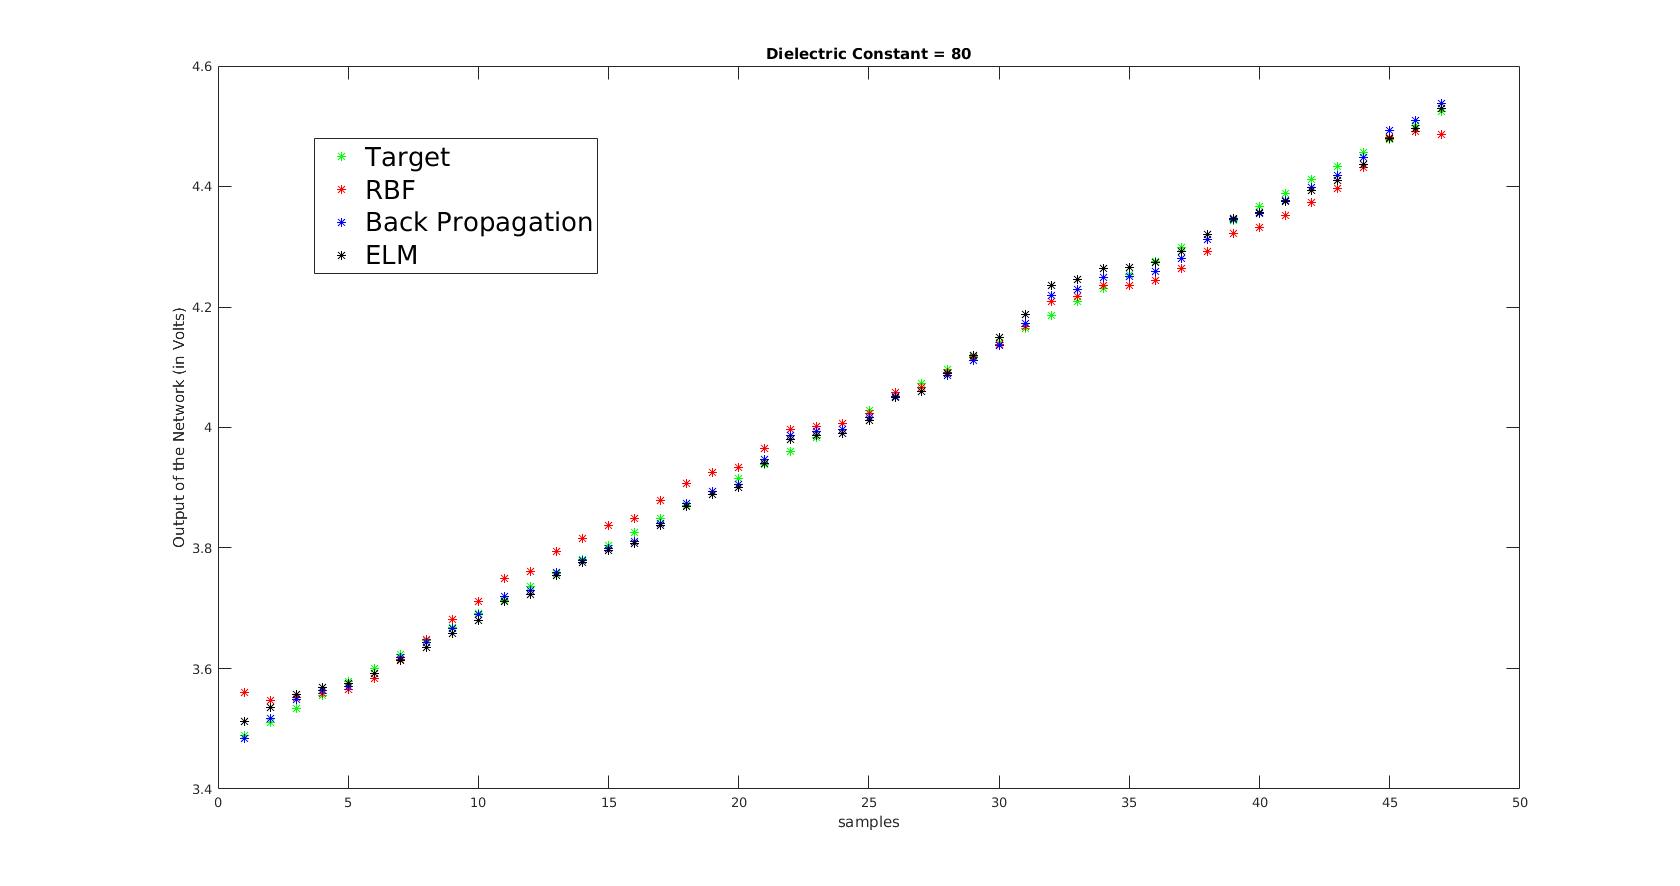 Dielectric Constant = 80
4.6
4.4
4.2
4
3.8
3.6
3.4
Output of the Network (in Volts)
Target
RBF
Back Propagation
ELM
0 5 10 15 20 25 30 35 40 45 50
samples